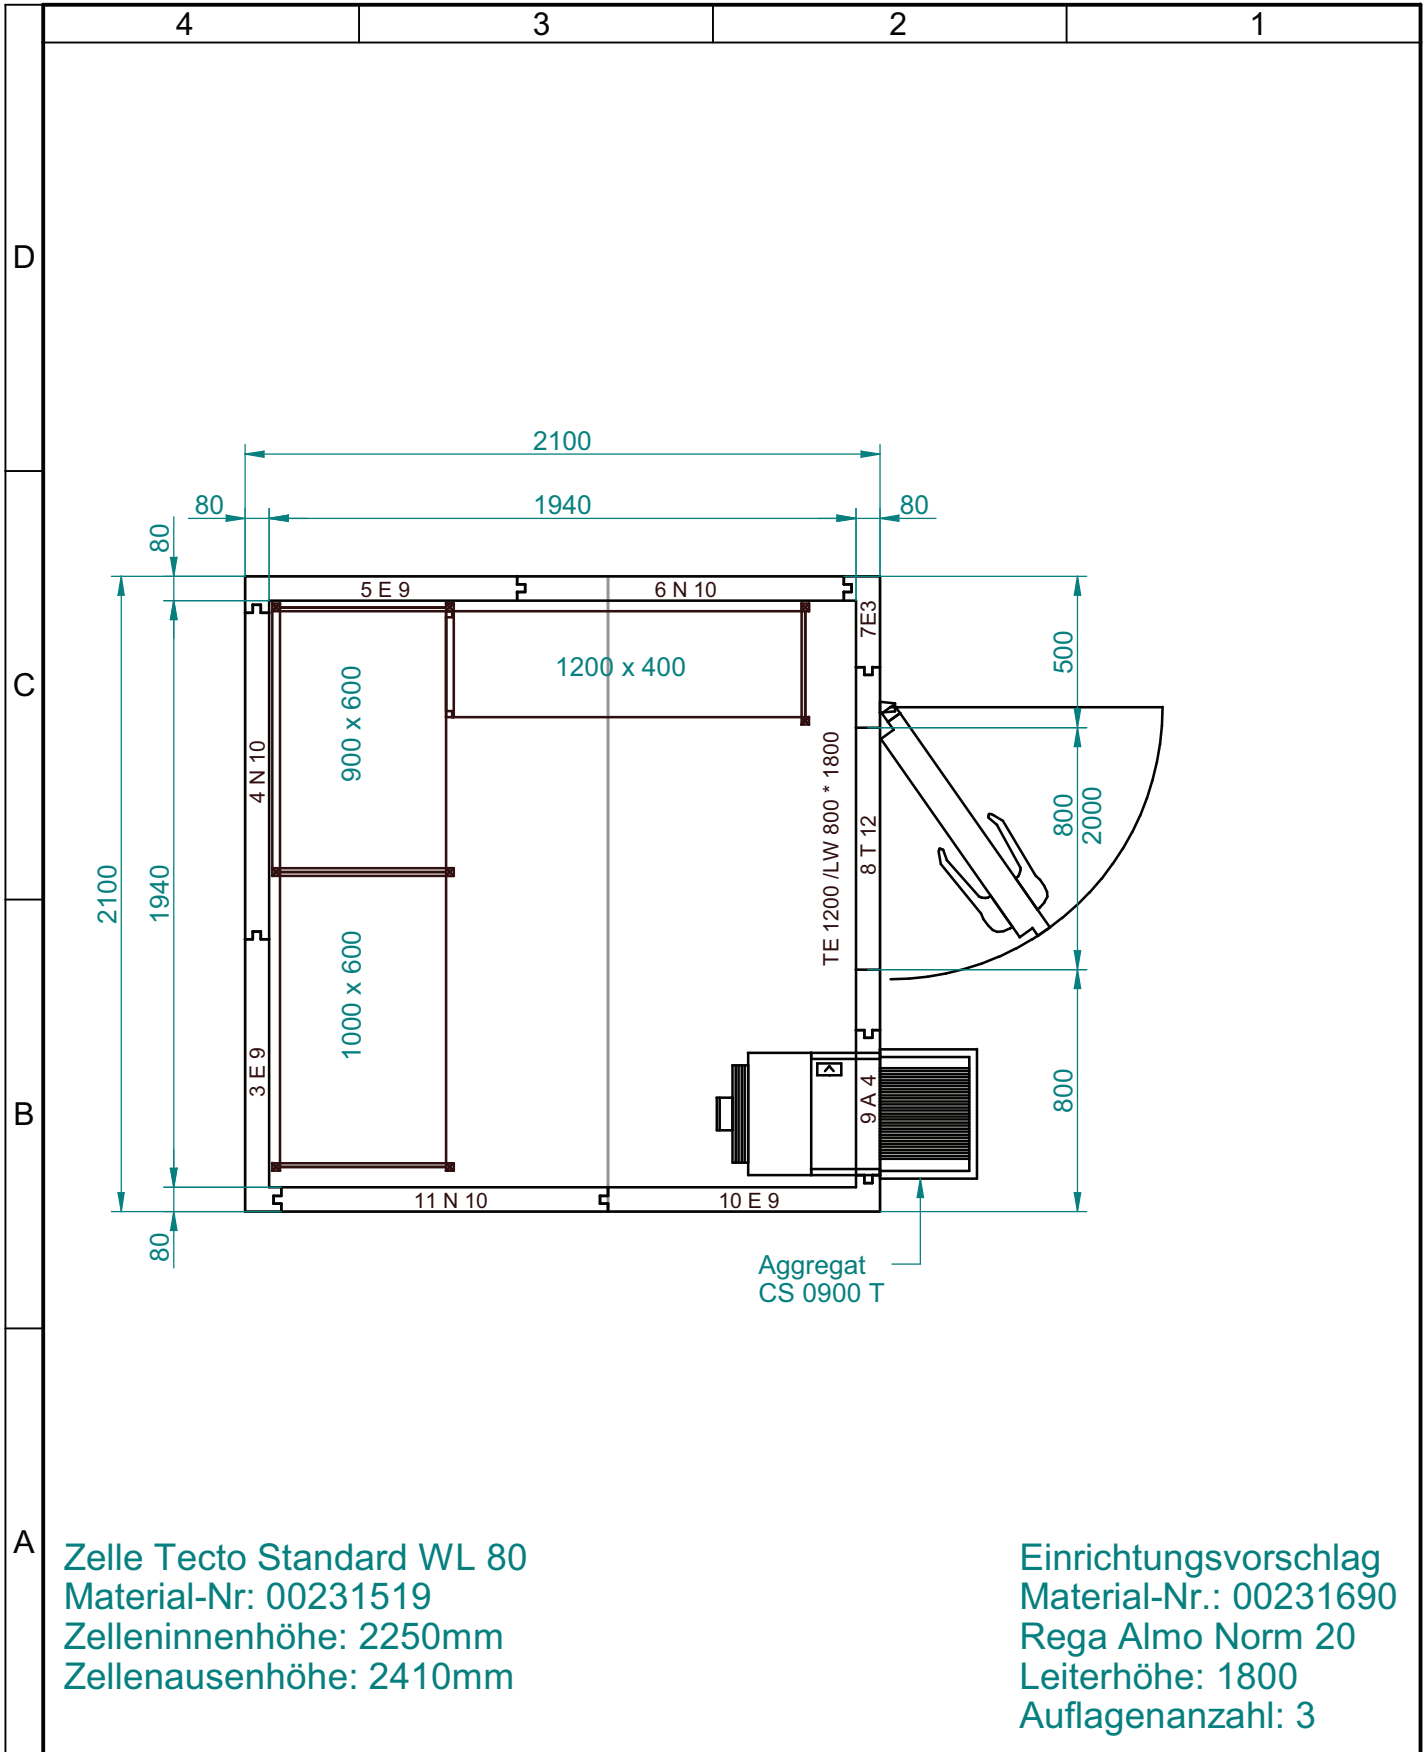 4 3 2 1
D
C
B
A
2100
80 1940 80
80
5 E 9 6 N 10
7E3
500
1200 x 400
900 x 600
4 N 10
TE 1200 /LW 800 * 1800
8 T 12
800
2000
2100
1940
1000 x 600
3 E 9
9 A 4
800
11 N 10 10 E 9
80
Aggregat
CS 0900 T
Zelle Tecto Standard WL 80
Material-Nr: 00231519
Zelleninnenhöhe: 2250mm
Zellenausenhöhe: 2410mm
Einrichtungsvorschlag
Material-Nr.: 00231690
Rega Almo Norm 20
Leiterhöhe: 1800
Auflagenanzahl: 3